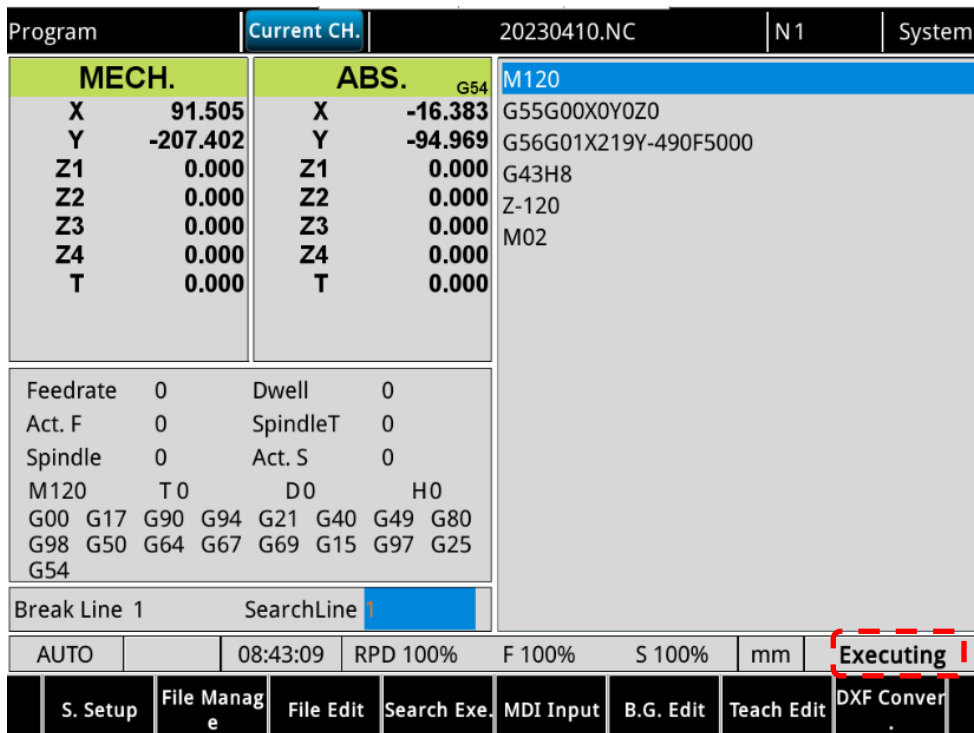 Program Current CH. 20230410.NC N1 System
MECH.
X 91.505
Y -207.402
Z1 0.000
Z2 0.000
Z3 0.000
Z4 0.000
T 0.000
ABS. G54
X -16.383
Y -94.969
Z1 0.000
Z2 0.000
Z3 0.000
Z4 0.000
T 0.000
M120
G55G00X0Y0Z0
G56G01X219Y-490F5000
G43H8
Z-120
M02
Feedrate 0 Dwell 0
Act. F 0 SpindleT 0
Spindle 0 Act. S 0
M120 T0 D0 H0
G00 G17 G90 G94 G21 G40 G49 G80
G98 G50 G64 G67 G69 G15 G97 G25
G54
Break Line 1 SearchLine 1
AUTO 08:43:09 RPD 100% F 100% S 100% mm Executing
S. Setup
File Manag
e
File Edit
Search Exe.
MDI Input
B.G. Edit
Teach Edit
DXF Conver
.